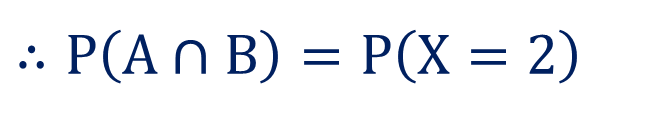 ∴ P(A ∩ B) = P(X = 2)